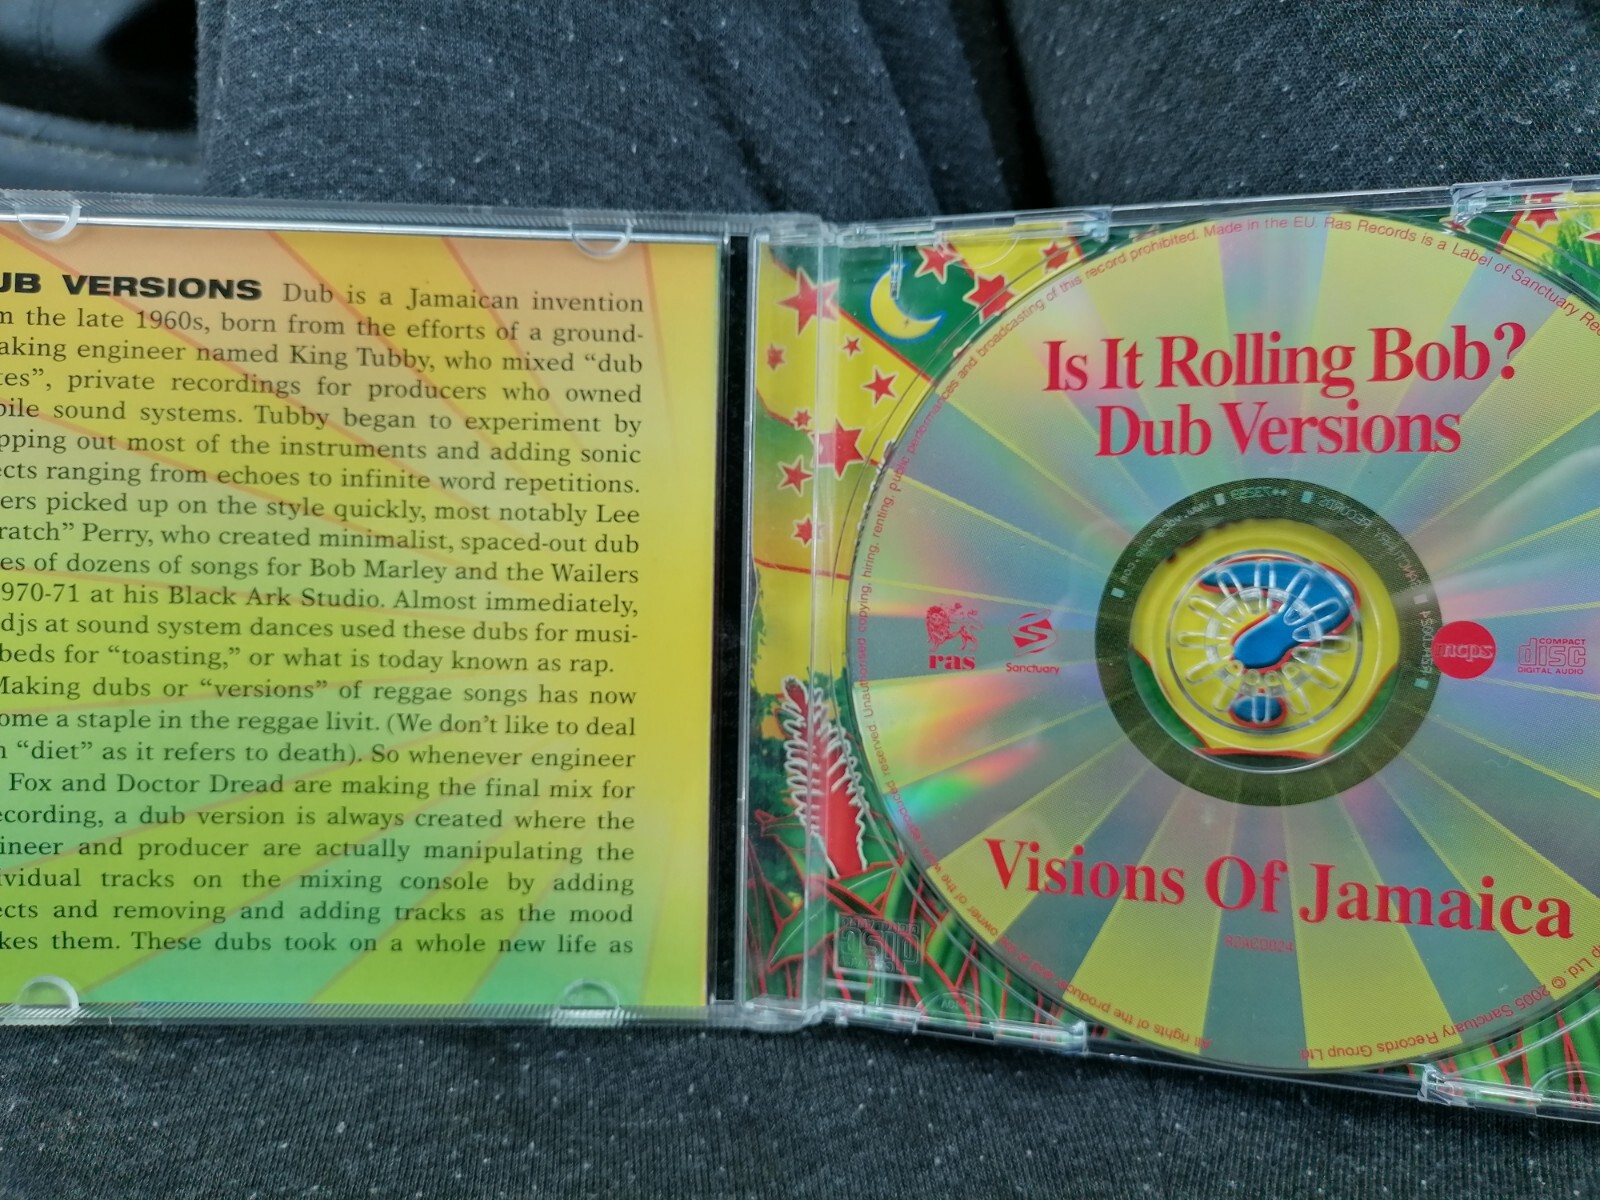 UB VERSIONS Dub is a Jamaican invention
m the late 1960s, born from the efforts of a ground-
aking engineer named King Tubby, who mixed “dub
tes”, private recordings for producers who owned
bile sound systems. Tubby began to experiment by
pping out most of the instruments and adding sonic
ects ranging from echoes to infinite word repetitions.
ers picked up on the style quickly, most notably Lee
ratch” Perry, who created minimalist, spaced-out dub
es of dozens of songs for Bob Marley and the Wailers
1970-71 at his Black Ark Studio. Almost immediately,
djs at sound system dances used these dubs for musi-
beds for “toasting,” or what is today known as rap.
Making dubs or “versions” of reggae songs has now
ome a staple in the reggae livit. (We don’t like to deal
h “diet” as it refers to death). So whenever engineer
Fox and Doctor Dread are making the final mix for
ecording, a dub version is always created where the
ineer and producer are actually manipulating the
ividual tracks on the mixing console by adding
ects and removing and adding tracks as the mood
kes them. These dubs took on a whole new life as
Is It Rolling Bob?
Dub Versions
ras
Sanctuary
mcps
COMPACT
disc
DIGITAL AUDIO
Visions Of Jamaica
All rights of the producer and of the owner of the work reproduced reserved. Unauthorised copying, hiring, renting, public performances and broadcasting of this record prohibited. Made in the EU. Ras Records is a Label of Sanctuary Rec
p Ltd. © 2005 Sanctuary Records Group Ltd